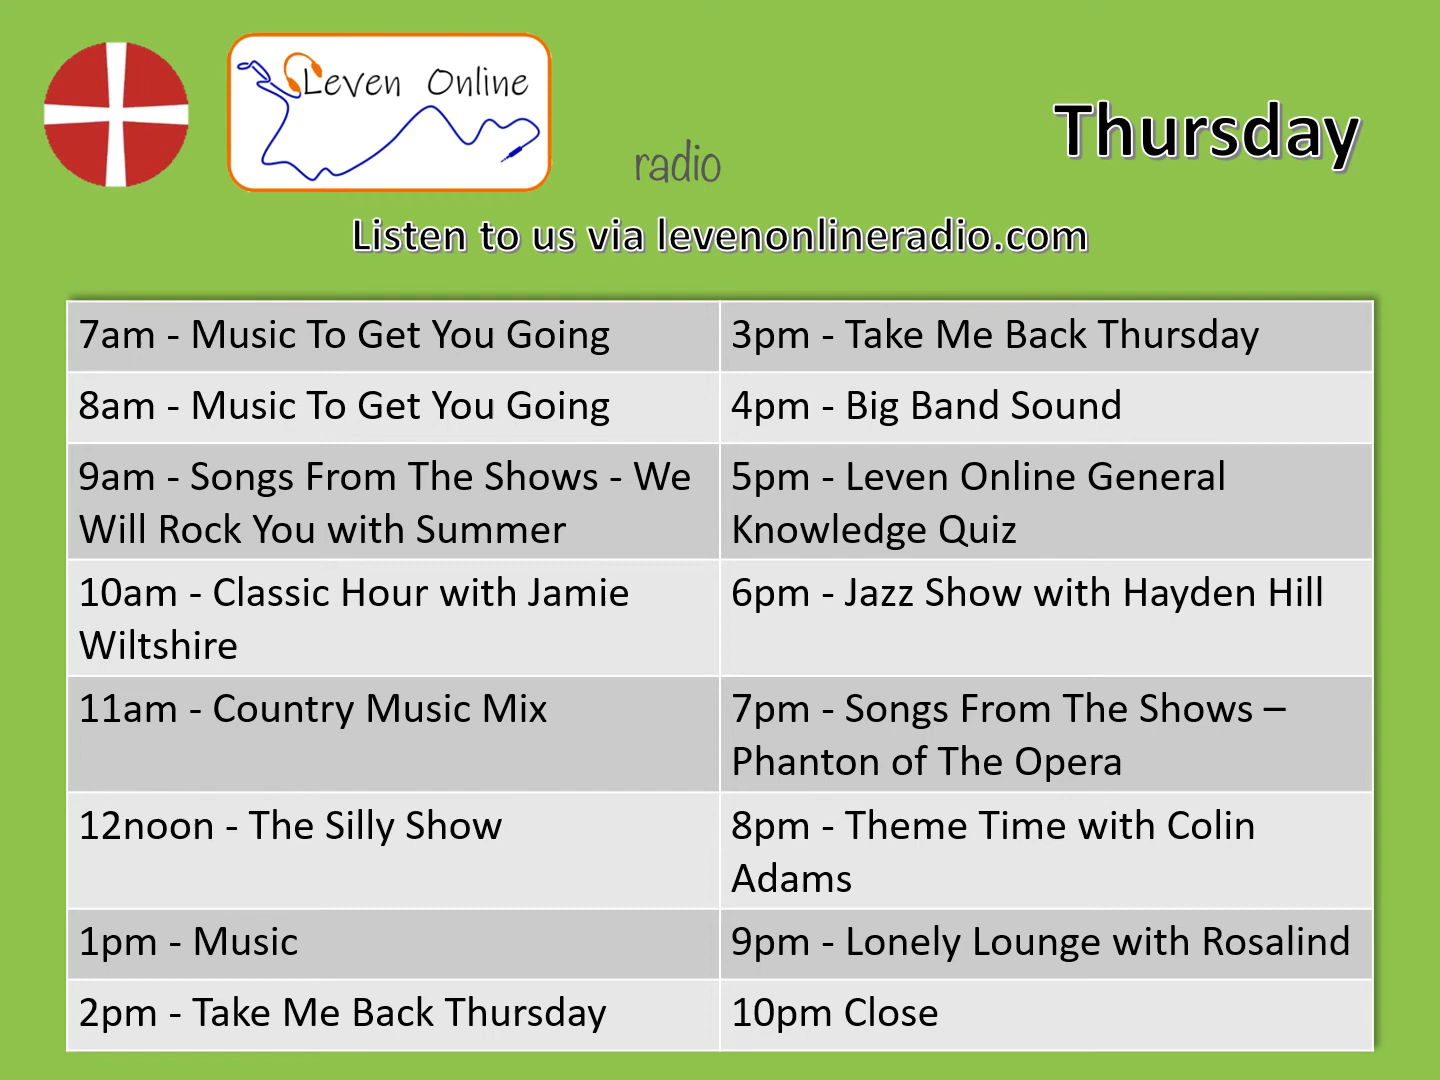 Leven Online
radio
Thursday
Listen to us via levenonlineradio.com
7am - Music To Get You Going
8am - Music To Get You Going
9am - Songs From The Shows - We
Will Rock You with Summer
10am - Classic Hour with Jamie
Wiltshire
11am - Country Music Mix
12noon - The Silly Show
1pm - Music
2pm - Take Me Back Thursday
3pm - Take Me Back Thursday
4pm - Big Band Sound
5pm - Leven Online General
Knowledge Quiz
6pm - Jazz Show with Hayden Hill
7pm - Songs From The Shows –
Phanton of The Opera
8pm - Theme Time with Colin
Adams
9pm - Lonely Lounge with Rosalind
10pm Close